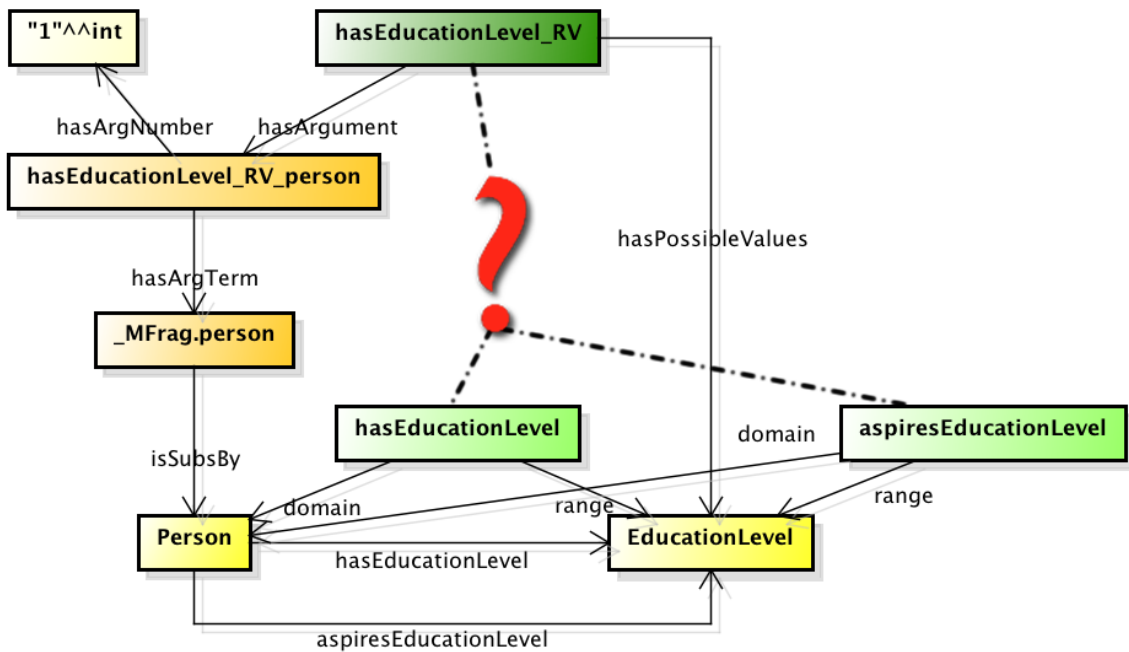 "1"^^int
hasEducationLevel_RV
hasArgNumber
hasArgument
hasEducationLevel_RV_person
?
hasPossibleValues
hasArgTerm
_MFrag.person
hasEducationLevel
aspiresEducationLevel
domain
isSubsBy
domain
range
range
Person
EducationLevel
hasEducationLevel
aspiresEducationLevel